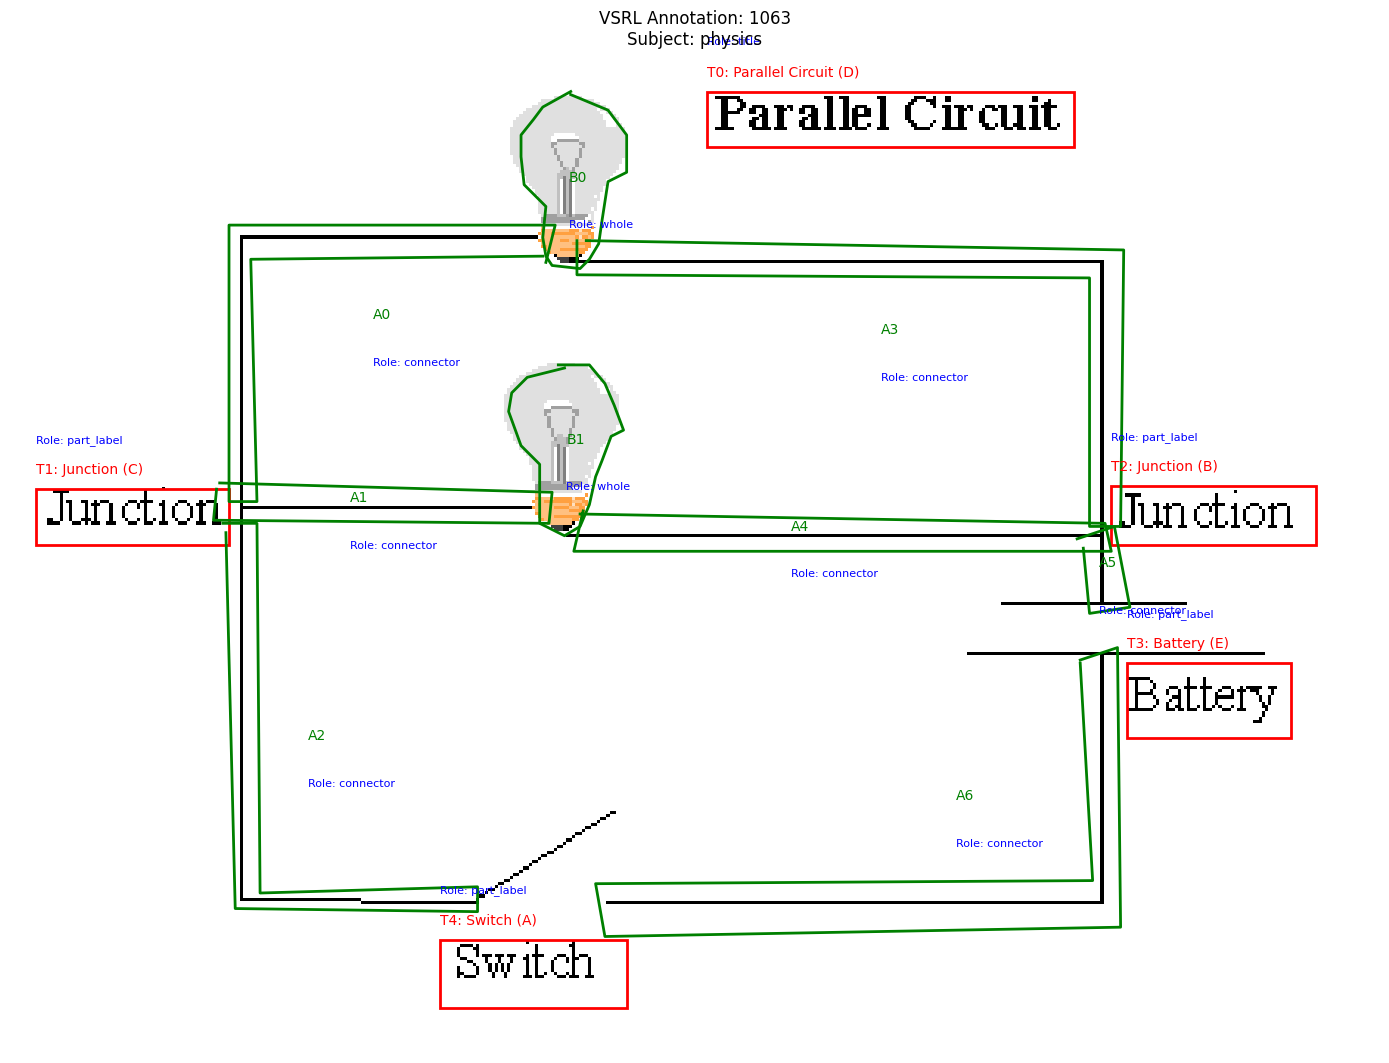 VSRL Annotation: 1063
Subject: physics
Role: title
T0: Parallel Circuit (D)
Parallel Circuit
B0
Role: whole
A0
Role: connector
A3
Role: connector
B1
Role: whole
Role: part_label
T1: Junction (C)
Junction
A1
Role: connector
A4
Role: connector
Role: part_label
T2: Junction (B)
Junction
A5
Role: connector
Role: part_label
T3: Battery (E)
Battery
A2
Role: connector
A6
Role: connector
Role: part_label
T4: Switch (A)
Switch